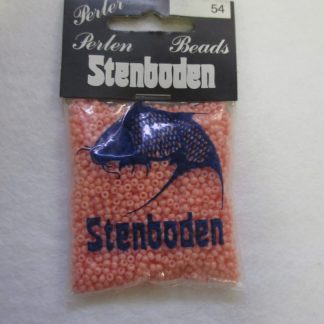 Perler
54
Perlen Beads
Stenboden
Stenboden